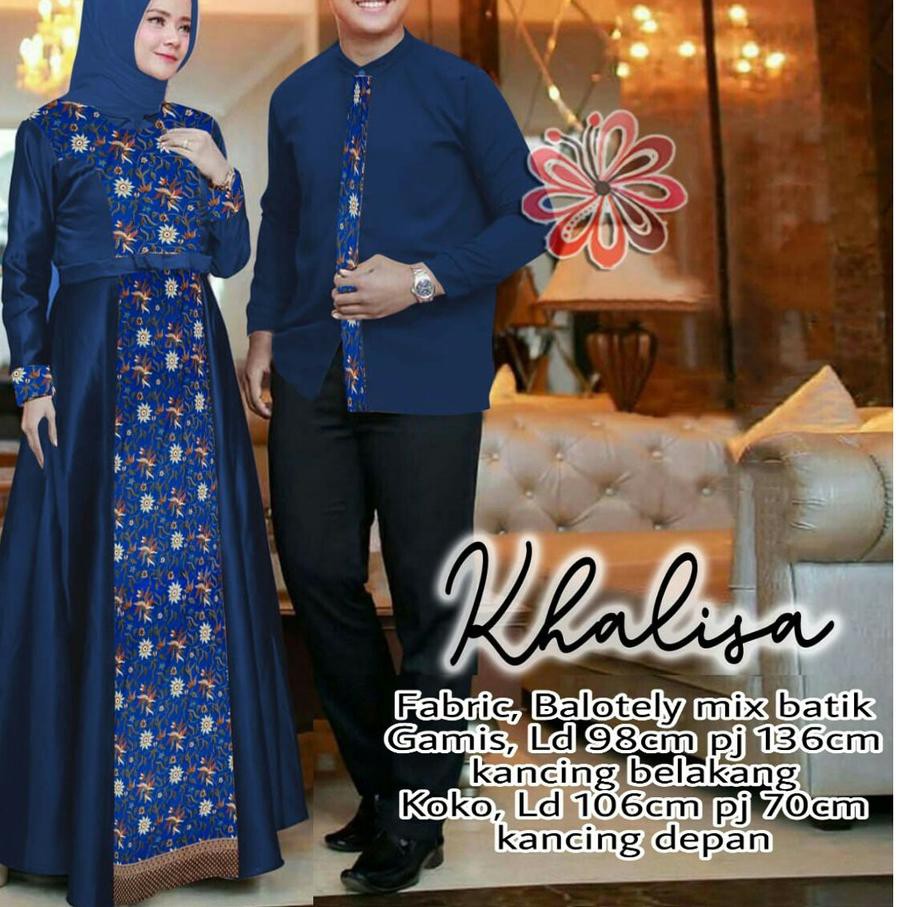 Khalisa
Fabric, Balotely mix batik
Gamis, Ld 98cm pj 136cm
kancing belakang
Koko, Ld 106cm pj 70cm
kancing depan